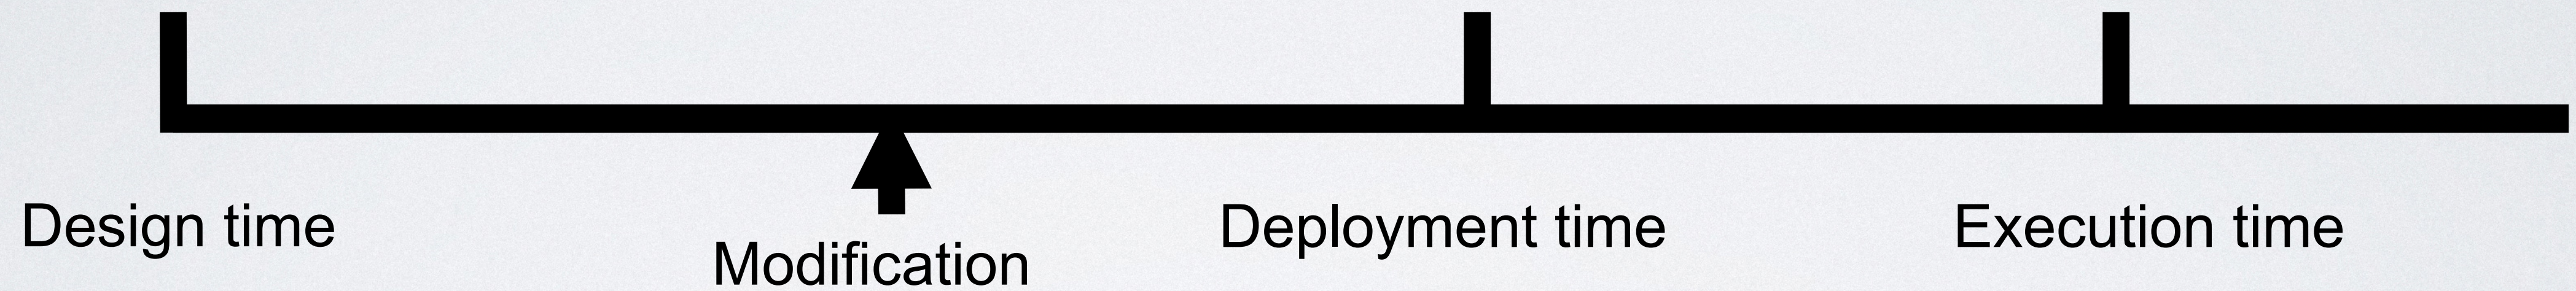 Design time
Modification
Deployment time
Execution time